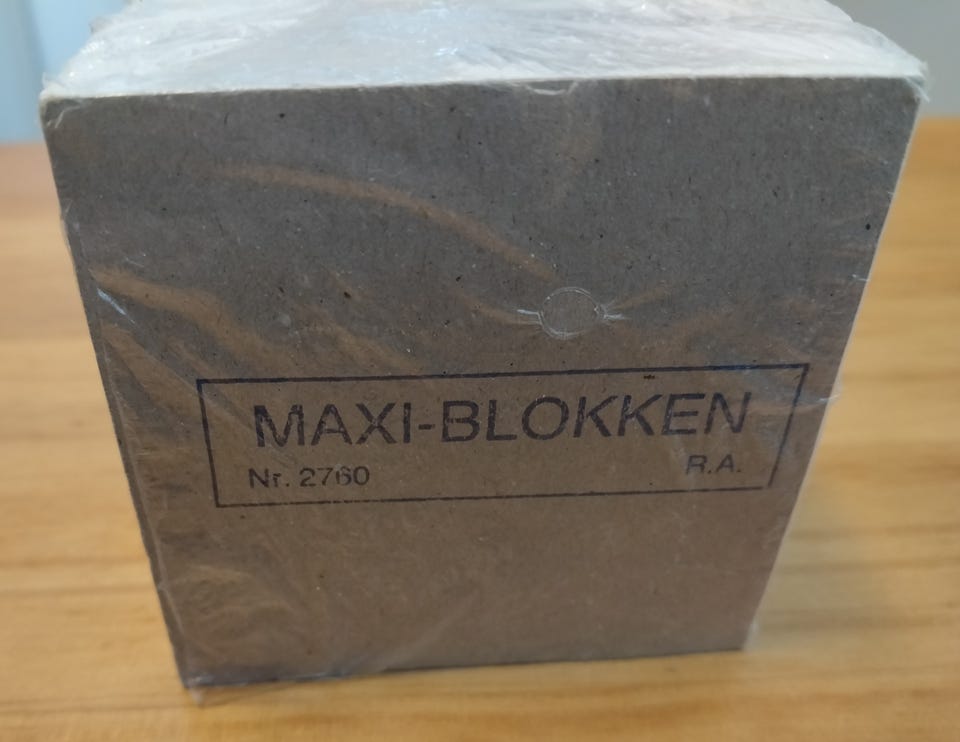 MAXI-BLOKKEN
Nr. 2760 R.A.